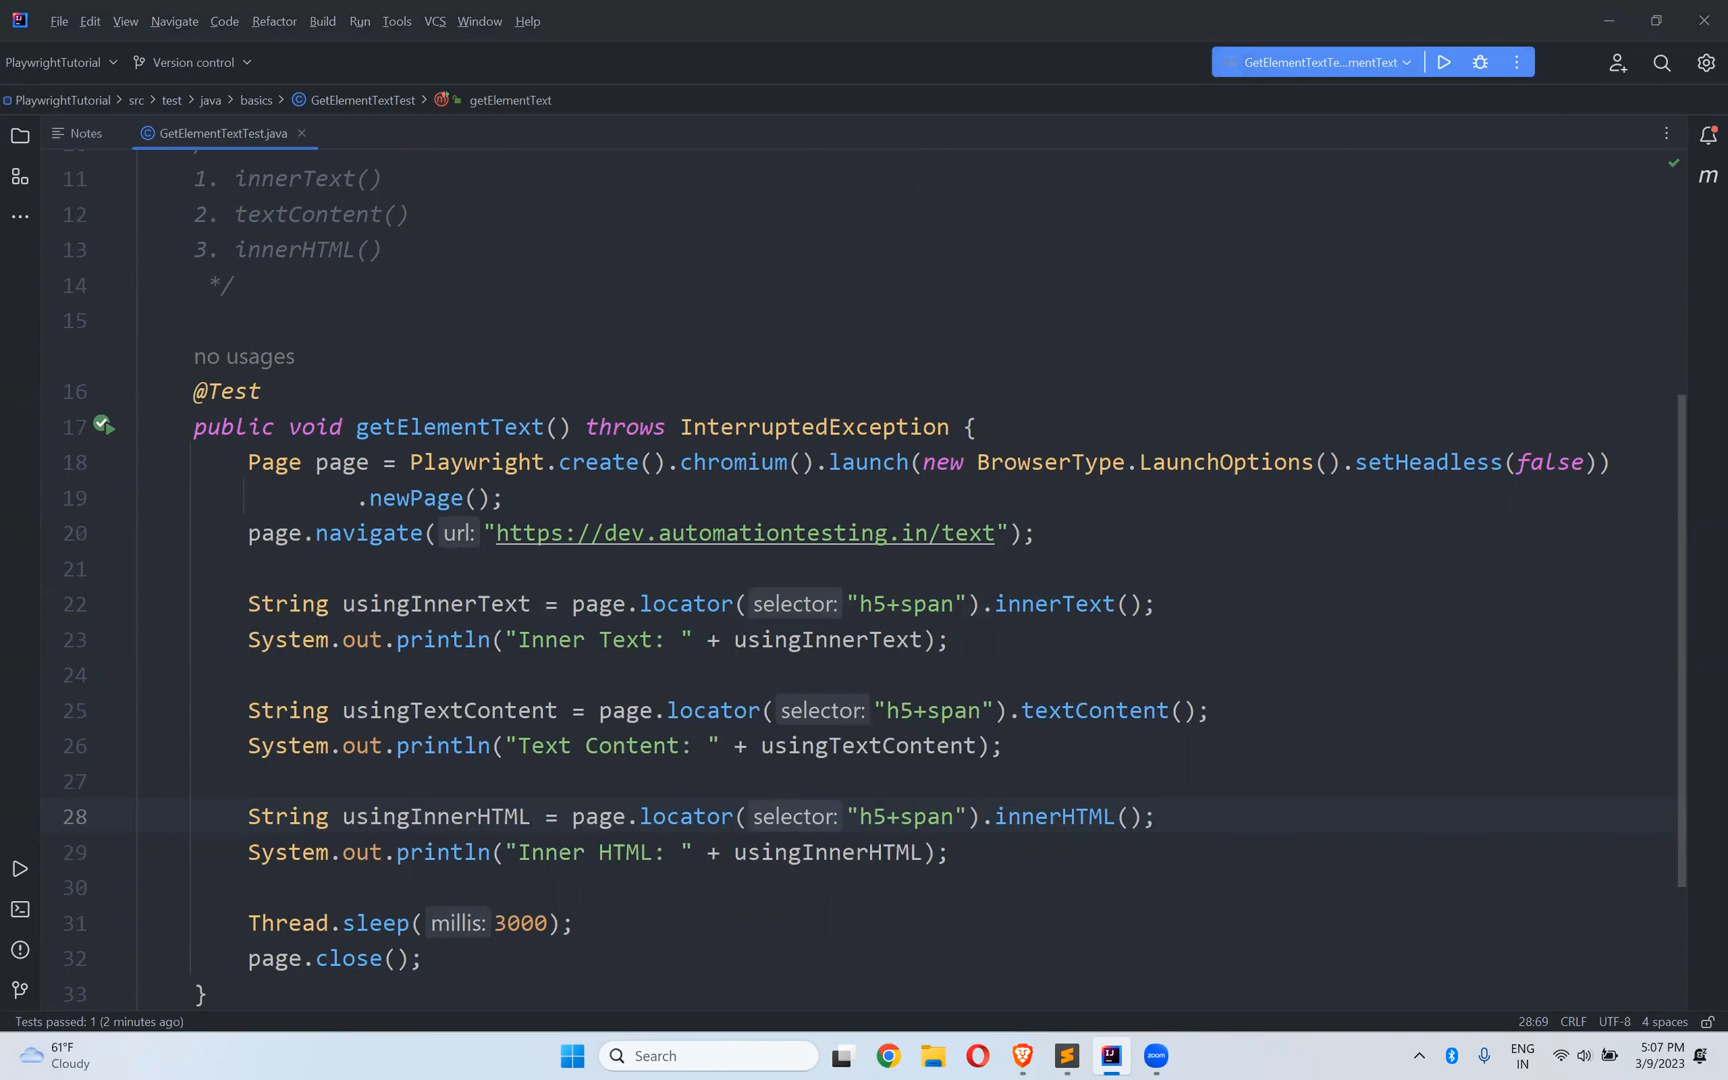 File Edit View Navigate Code Refactor Build Run Tools VCS Window Help
PlaywrightTutorial Version control GetElementTextTe...mentText
PlaywrightTutorial > src > test > java > basics > GetElementTextTest > getElementText
Notes GetElementTextTest.java
11 1. innerText()
12 2. textContent()
13 3. innerHTML()
14 */
15
no usages
16 @Test
17 public void getElementText() throws InterruptedException {
18 Page page = Playwright.create().chromium().launch(new BrowserType.LaunchOptions().setHeadless(false))
19 .newPage();
20 page.navigate( url: "https://dev.automationtesting.in/text");
21
22 String usingInnerText = page.locator( selector: "h5+span").innerText();
23 System.out.println("Inner Text: " + usingInnerText);
24
25 String usingTextContent = page.locator( selector: "h5+span").textContent();
26 System.out.println("Text Content: " + usingTextContent);
27
28 String usingInnerHTML = page.locator( selector: "h5+span").innerHTML();
29 System.out.println("Inner HTML: " + usingInnerHTML);
30
31 Thread.sleep( millis: 3000);
32 page.close();
33 }
Tests passed: 1 (2 minutes ago) 28:69 CRLF UTF-8 4 spaces
61°F
Cloudy
Search
zoom
ENG
IN
5:07 PM
3/9/2023